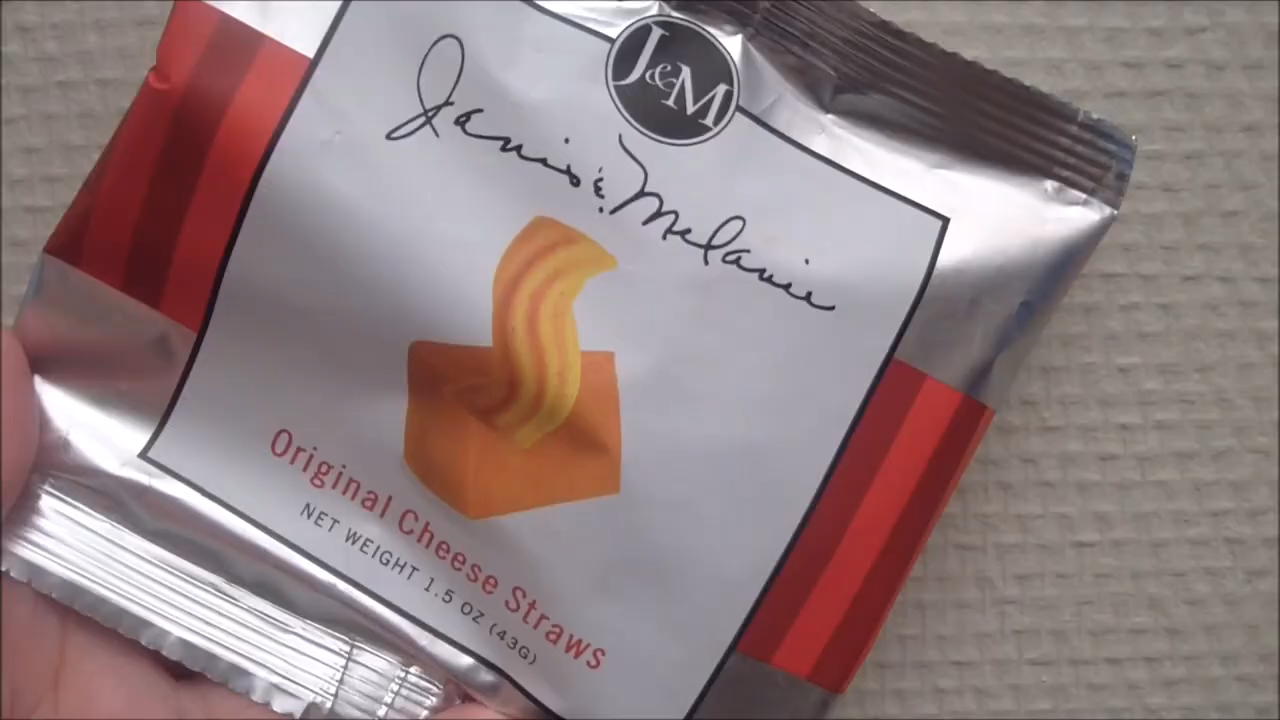 J&M
Janis & Melanie
Original Cheese Straws
NET WEIGHT 1.5 OZ (43G)